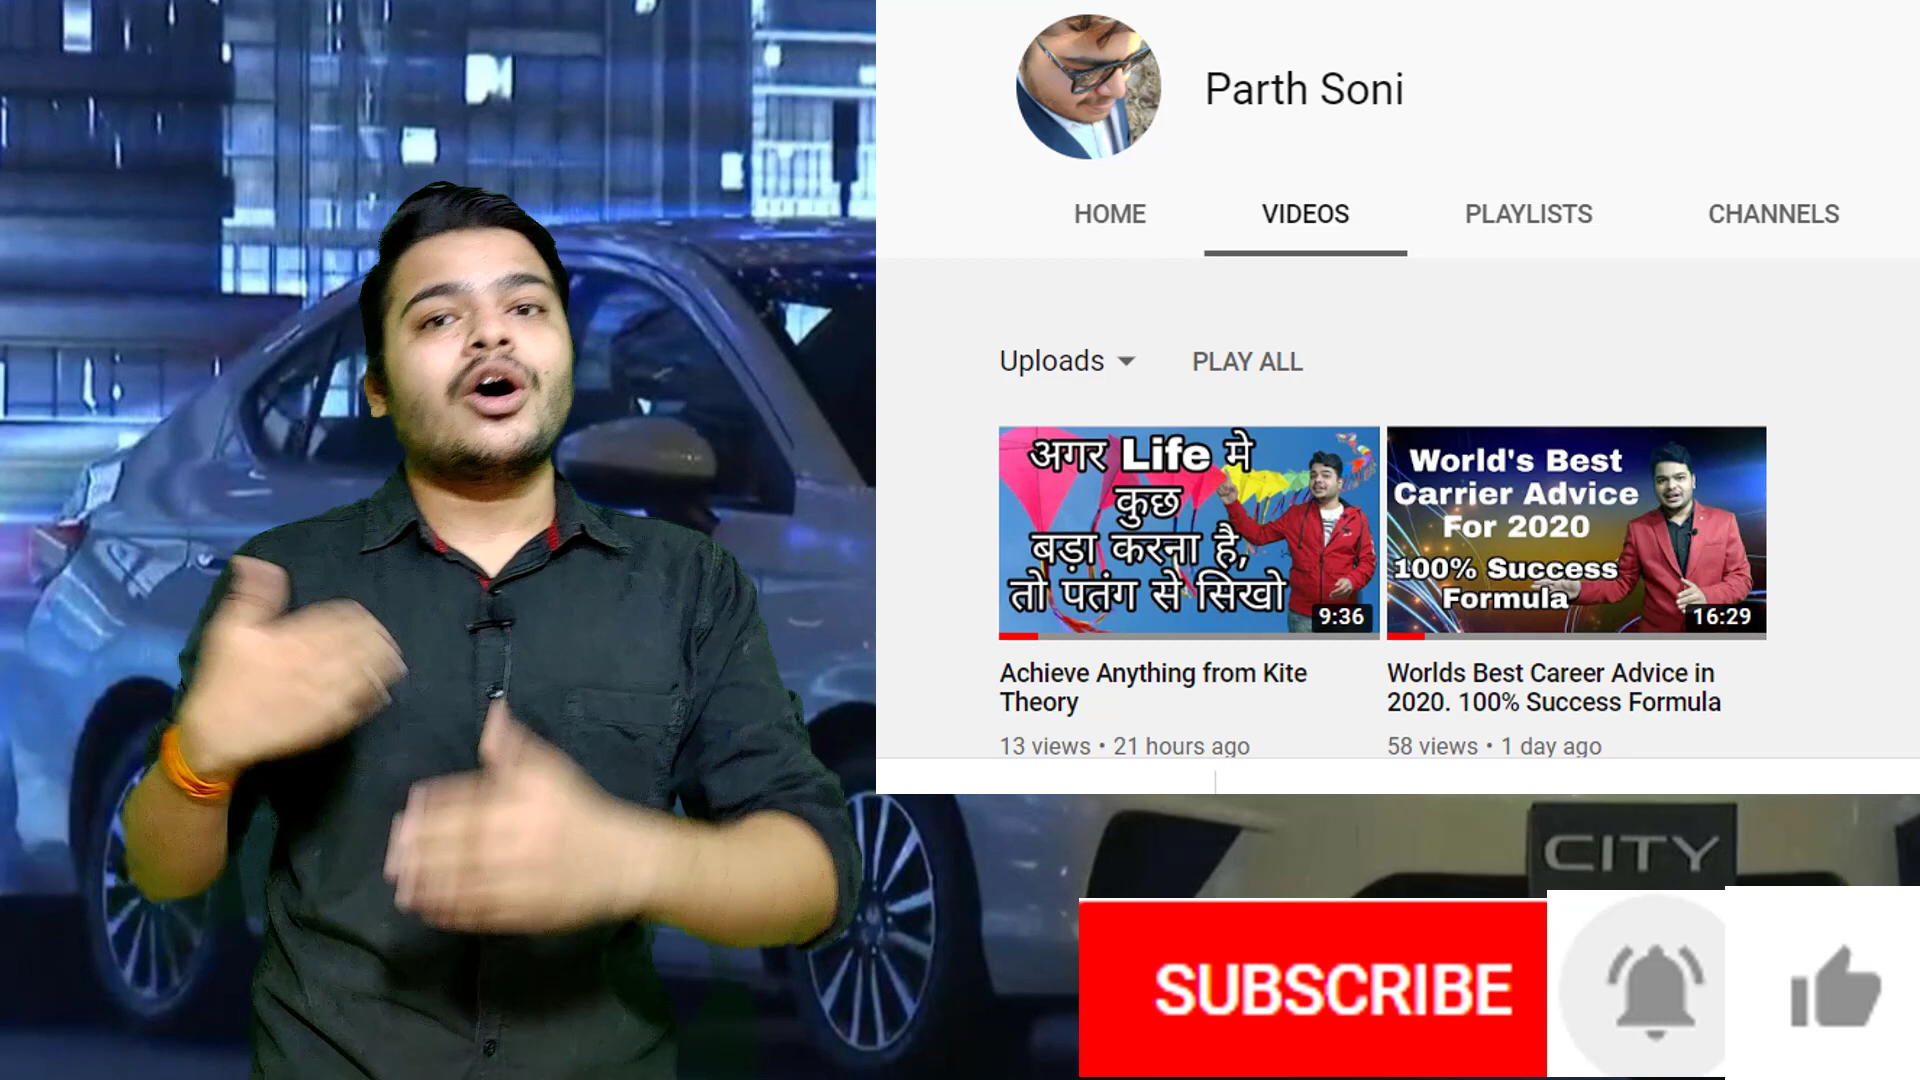 Parth Soni
HOME
VIDEOS
PLAYLISTS
CHANNELS
Uploads
PLAY ALL
अगर Life मे
कुछ
बड़ा करना है,
तो पतंग से सिखो
9:36
World's Best
Carrier Advice
For 2020
100% Success
Formula
16:29
Achieve Anything from Kite
Theory
13 views • 21 hours ago
Worlds Best Career Advice in
2020. 100% Success Formula
58 views • 1 day ago
CITY
SUBSCRIBE